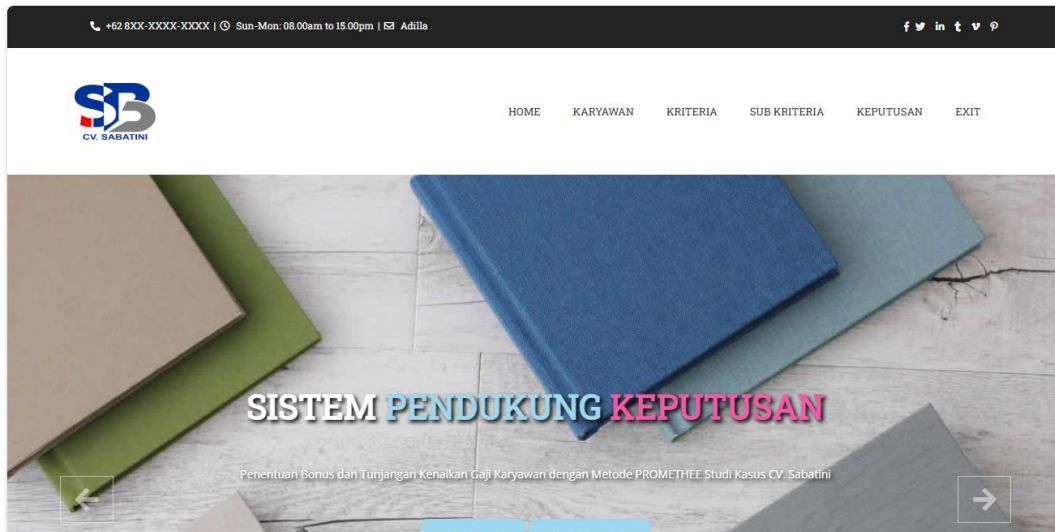 +62 8XX-XXXX-XXXX | Sun-Mon: 08.00am to 15.00pm | Adilla
SB
CV. SABATINI
HOME KARYAWAN KRITERIA SUB KRITERIA KEPUTUSAN EXIT
SISTEM PENDUKUNG KEPUTUSAN
Penentuan Bonus dan Tunjangan Kenaikan Gaji Karyawan dengan Metode PROMETHEE Studi Kasus CV. Sabatini